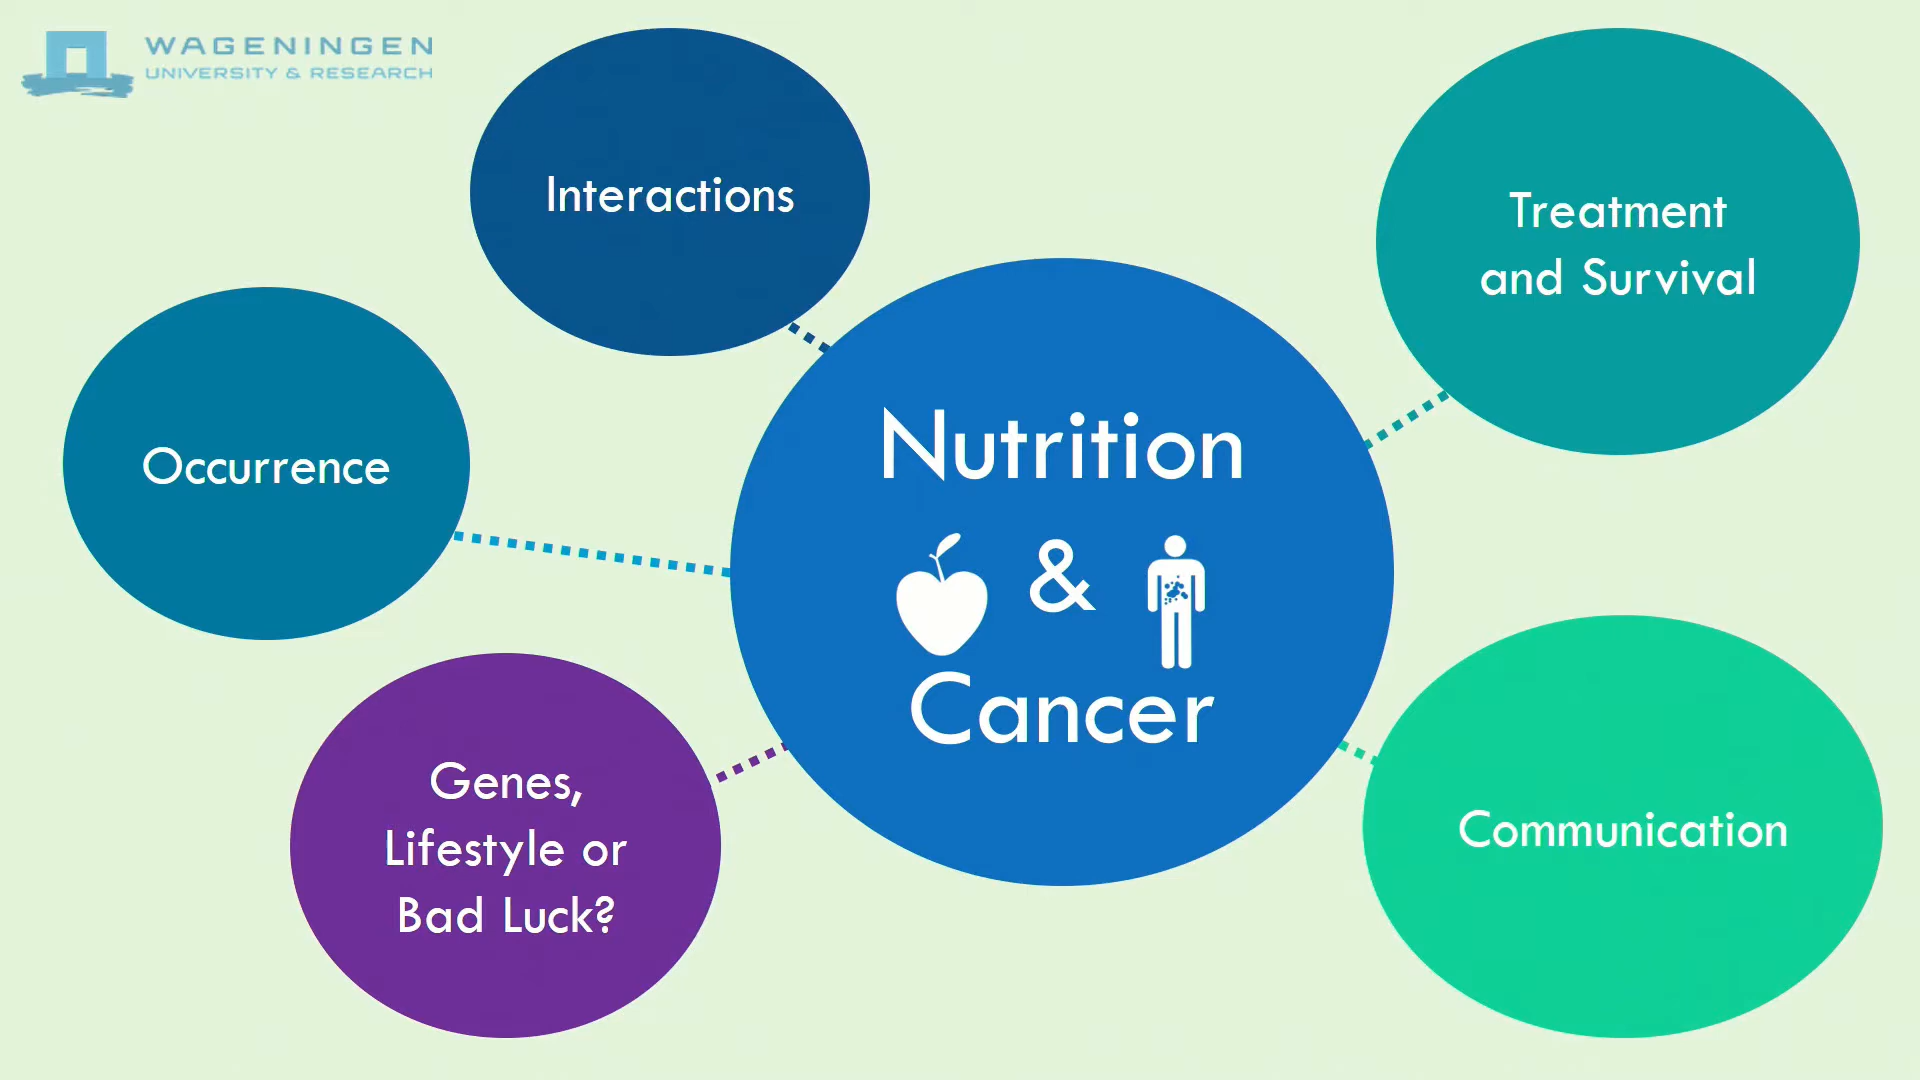 WAGENINGEN
UNIVERSITY & RESEARCH
Interactions
Treatment
and Survival
Occurrence
Nutrition
&
Cancer
Genes,
Lifestyle or
Bad Luck?
Communication